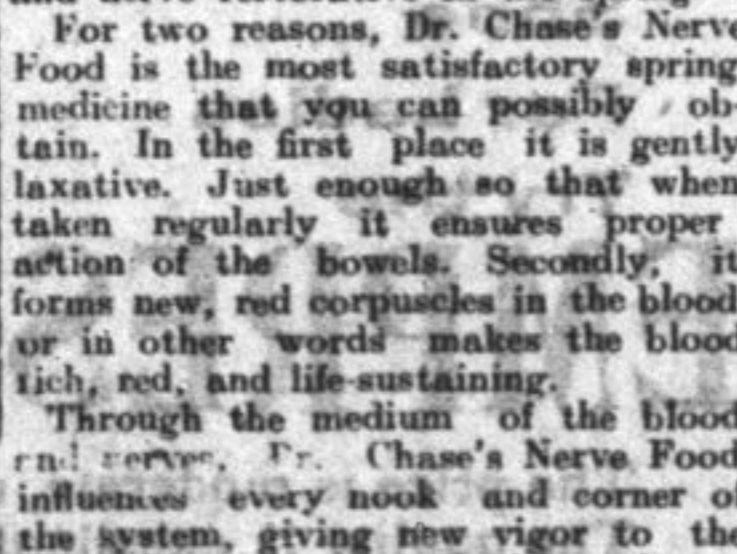 For two reasons, Dr. Chase's Nerve
Food is the most satisfactory spring
medicine that you can possibly ob-
tain. In the first place it is gently
laxative. Just enough so that when
taken regularly it ensures proper
action of the bowels. Secondly, it
forms new, red corpuscles in the blood
or in other words makes the blood
rich, red, and life-sustaining.
Through the medium of the blood
and nerves, Dr. Chase's Nerve Food
influences every nook and corner of
the system, giving new vigor to the